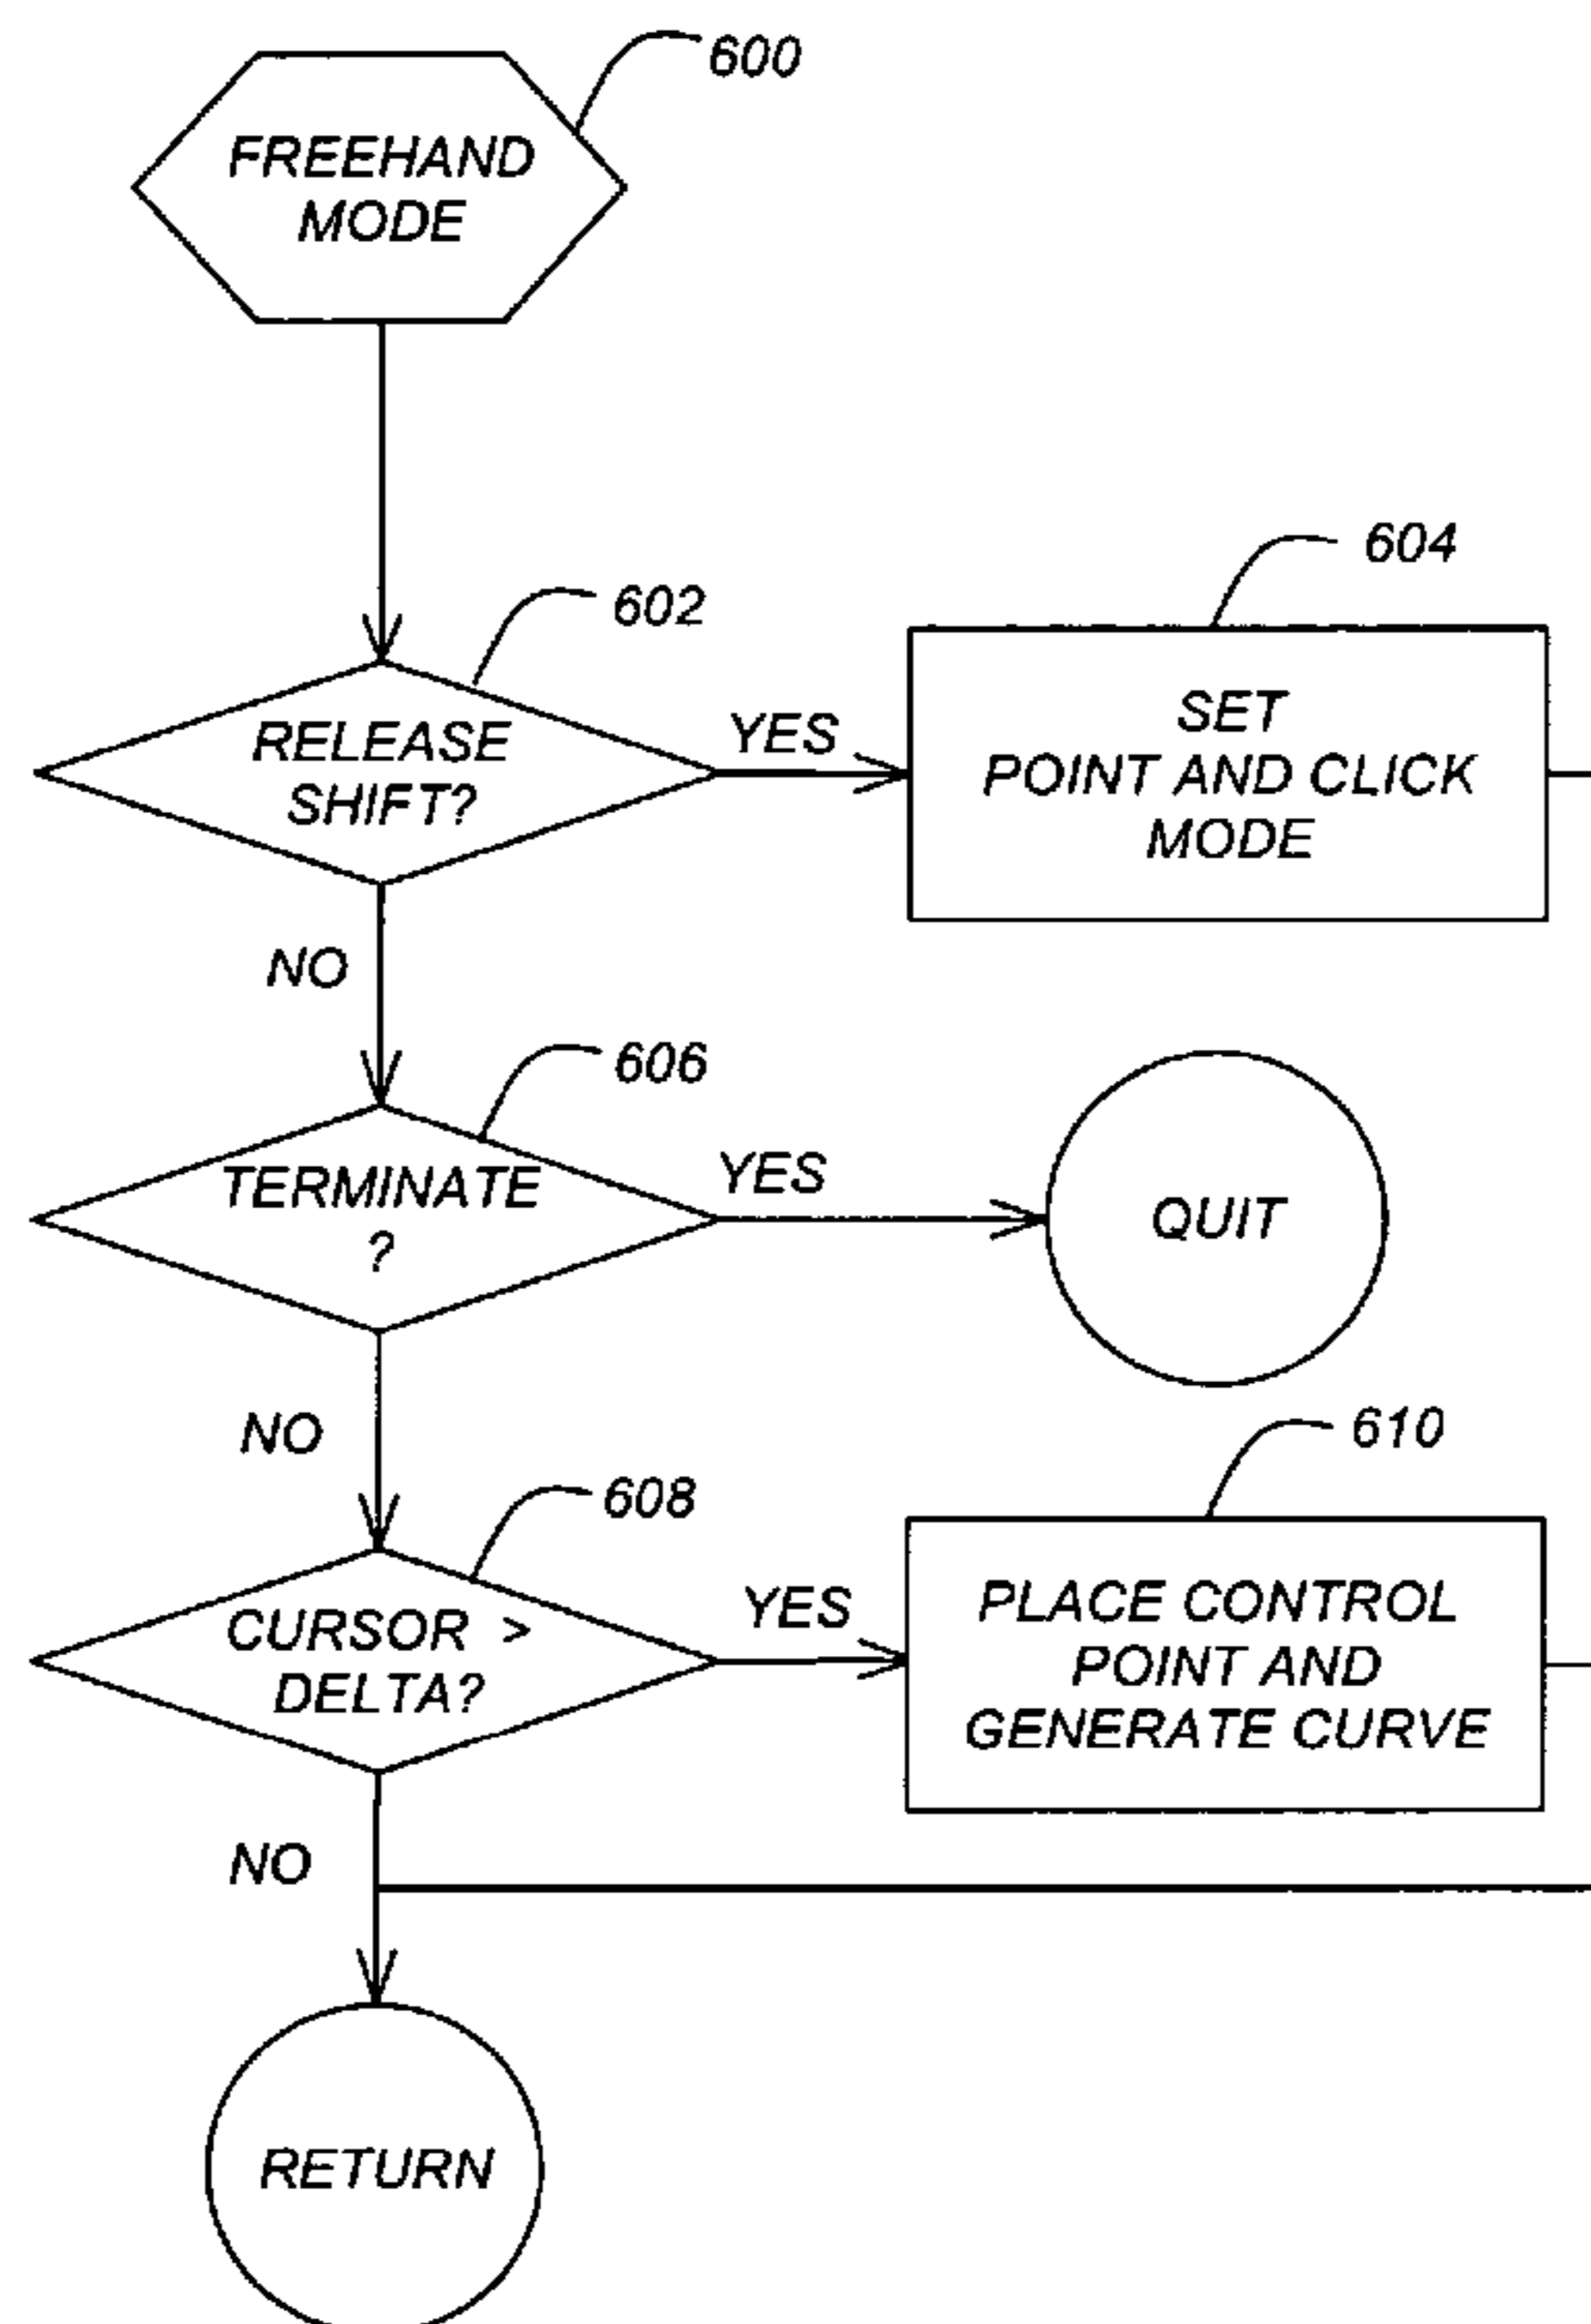 600
FREEHAND
MODE
604
602
RELEASE
SHIFT?
YES
SET
POINT AND CLICK
MODE
NO
606
TERMINATE
?
YES
QUIT
NO
608
610
CURSOR >
DELTA?
YES
PLACE CONTROL
POINT AND
GENERATE CURVE
NO
RETURN